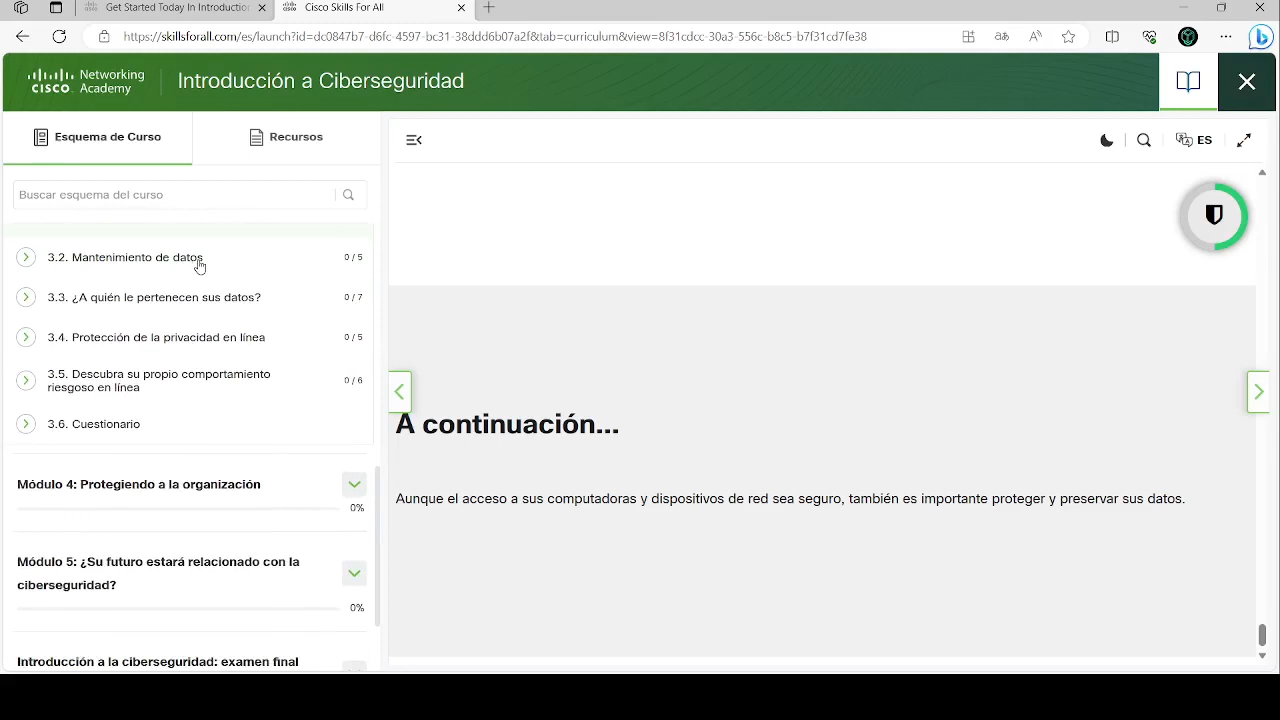 Get Started Today In Introduction
Cisco Skills For All
https://skillsforall.com/es/launch?id=dc0847b7-d6fc-4597-bc31-38ddd6b07a2f&tab=curriculum&view=8f31cdcc-30a3-556c-b8c5-b7f31cd7fe38
Networking
CISCO Academy
Introducción a Ciberseguridad
Esquema de Curso
Recursos
ES
Buscar esquema del curso
3.2. Mantenimiento de datos 0 / 5
3.3. ¿A quién le pertenecen sus datos? 0 / 7
3.4. Protección de la privacidad en línea 0 / 5
3.5. Descubra su propio comportamiento
riesgoso en línea 0 / 6
3.6. Cuestionario
Módulo 4: Protegiendo a la organización
0%
Módulo 5: ¿Su futuro estará relacionado con la
ciberseguridad?
0%
Introducción a la ciberseguridad: examen final
A continuación...
Aunque el acceso a sus computadoras y dispositivos de red sea seguro, también es importante proteger y preservar sus datos.